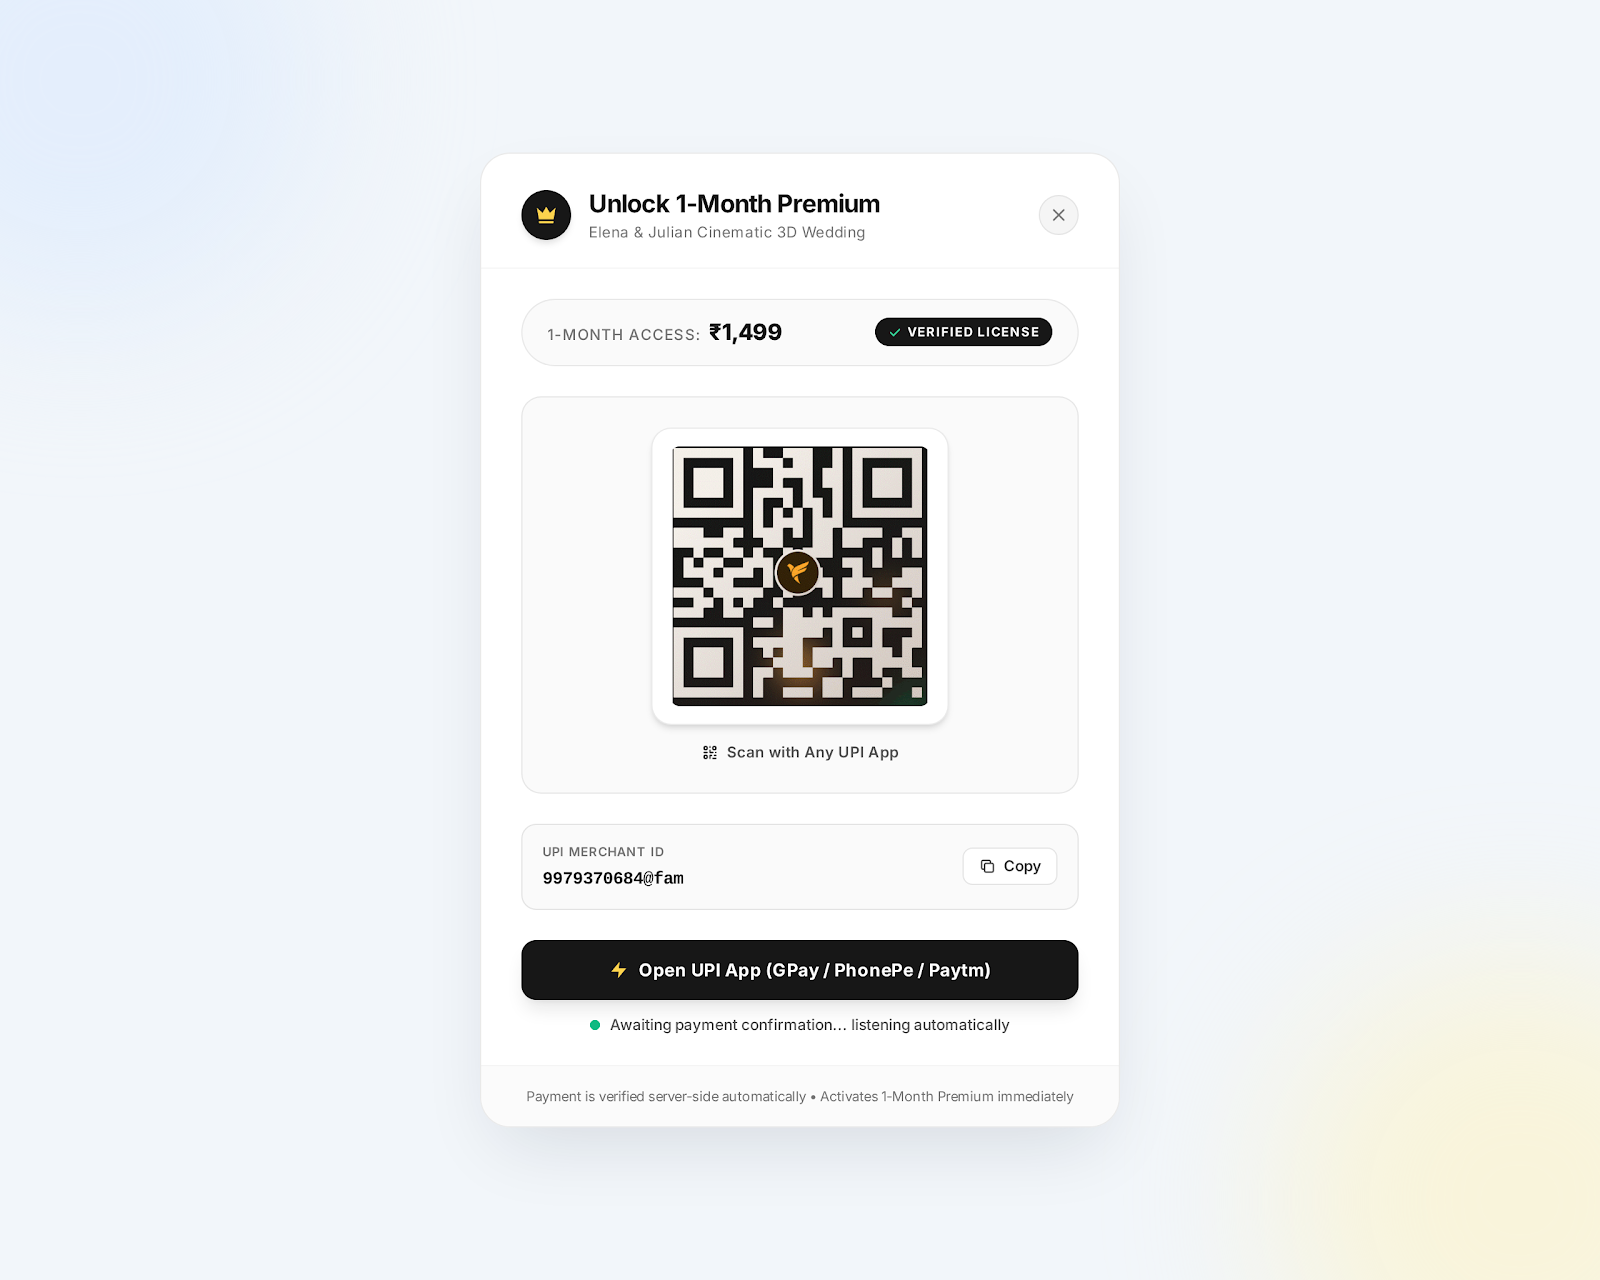 Unlock 1-Month Premium
Elena & Julian Cinematic 3D Wedding
1-MONTH ACCESS: ₹1,499
VERIFIED LICENSE
Scan with Any UPI App
UPI MERCHANT ID
9979370684@fam
Copy
Open UPI App (GPay / PhonePe / Paytm)
Awaiting payment confirmation... listening automatically
Payment is verified server-side automatically • Activates 1-Month Premium immediately